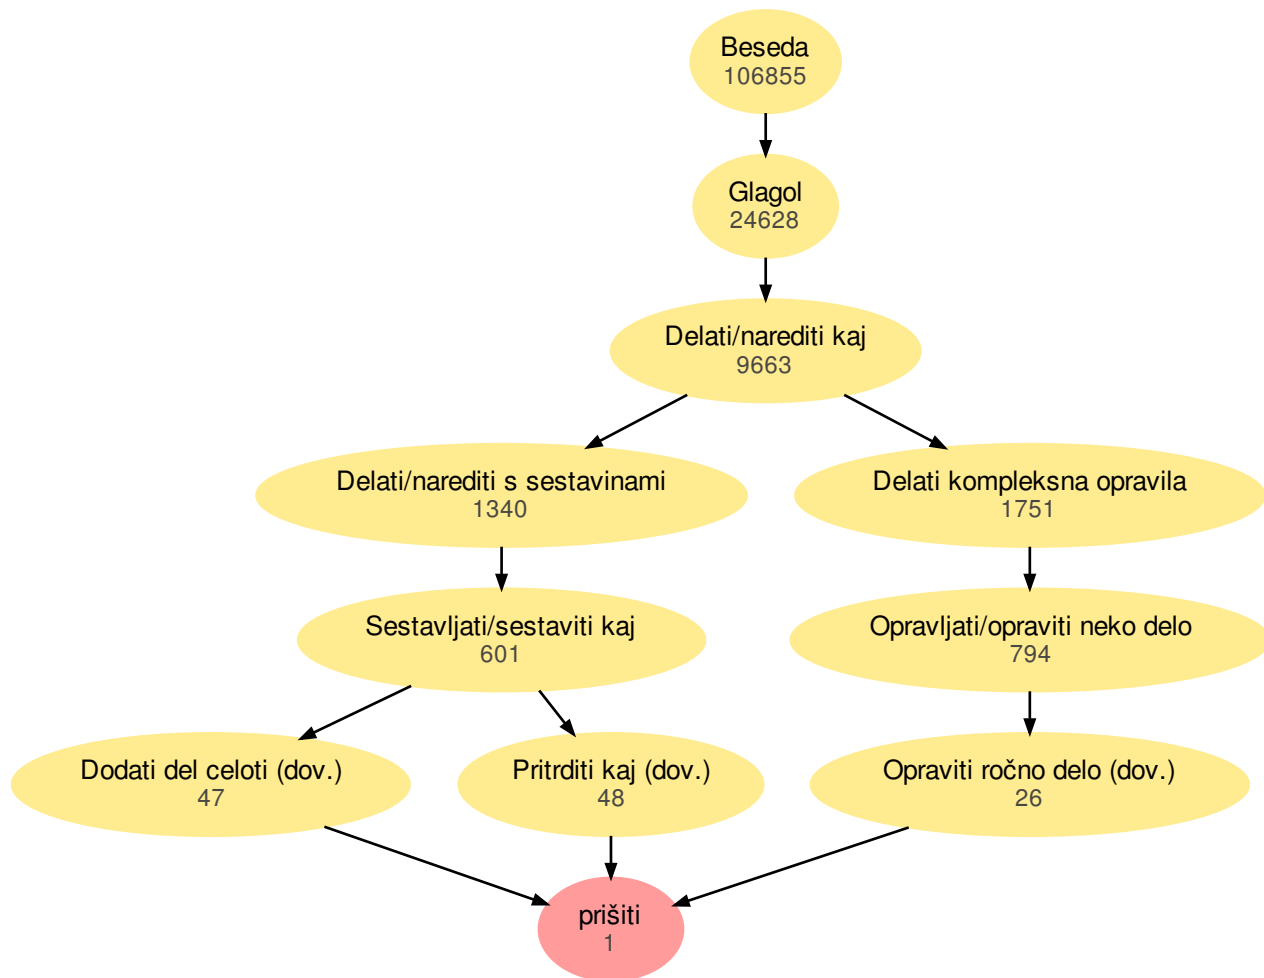 Beseda
106855
Glagol
24628
Delati/narediti kaj
9663
Delati/narediti s sestavinami
1340
Delati kompleksna opravila
1751
Sestavljati/sestaviti kaj
601
Opravljati/opraviti neko delo
794
Dodati del celoti (dov.)
47
Pritrditi kaj (dov.)
48
Opraviti ročno delo (dov.)
26
prišiti
1